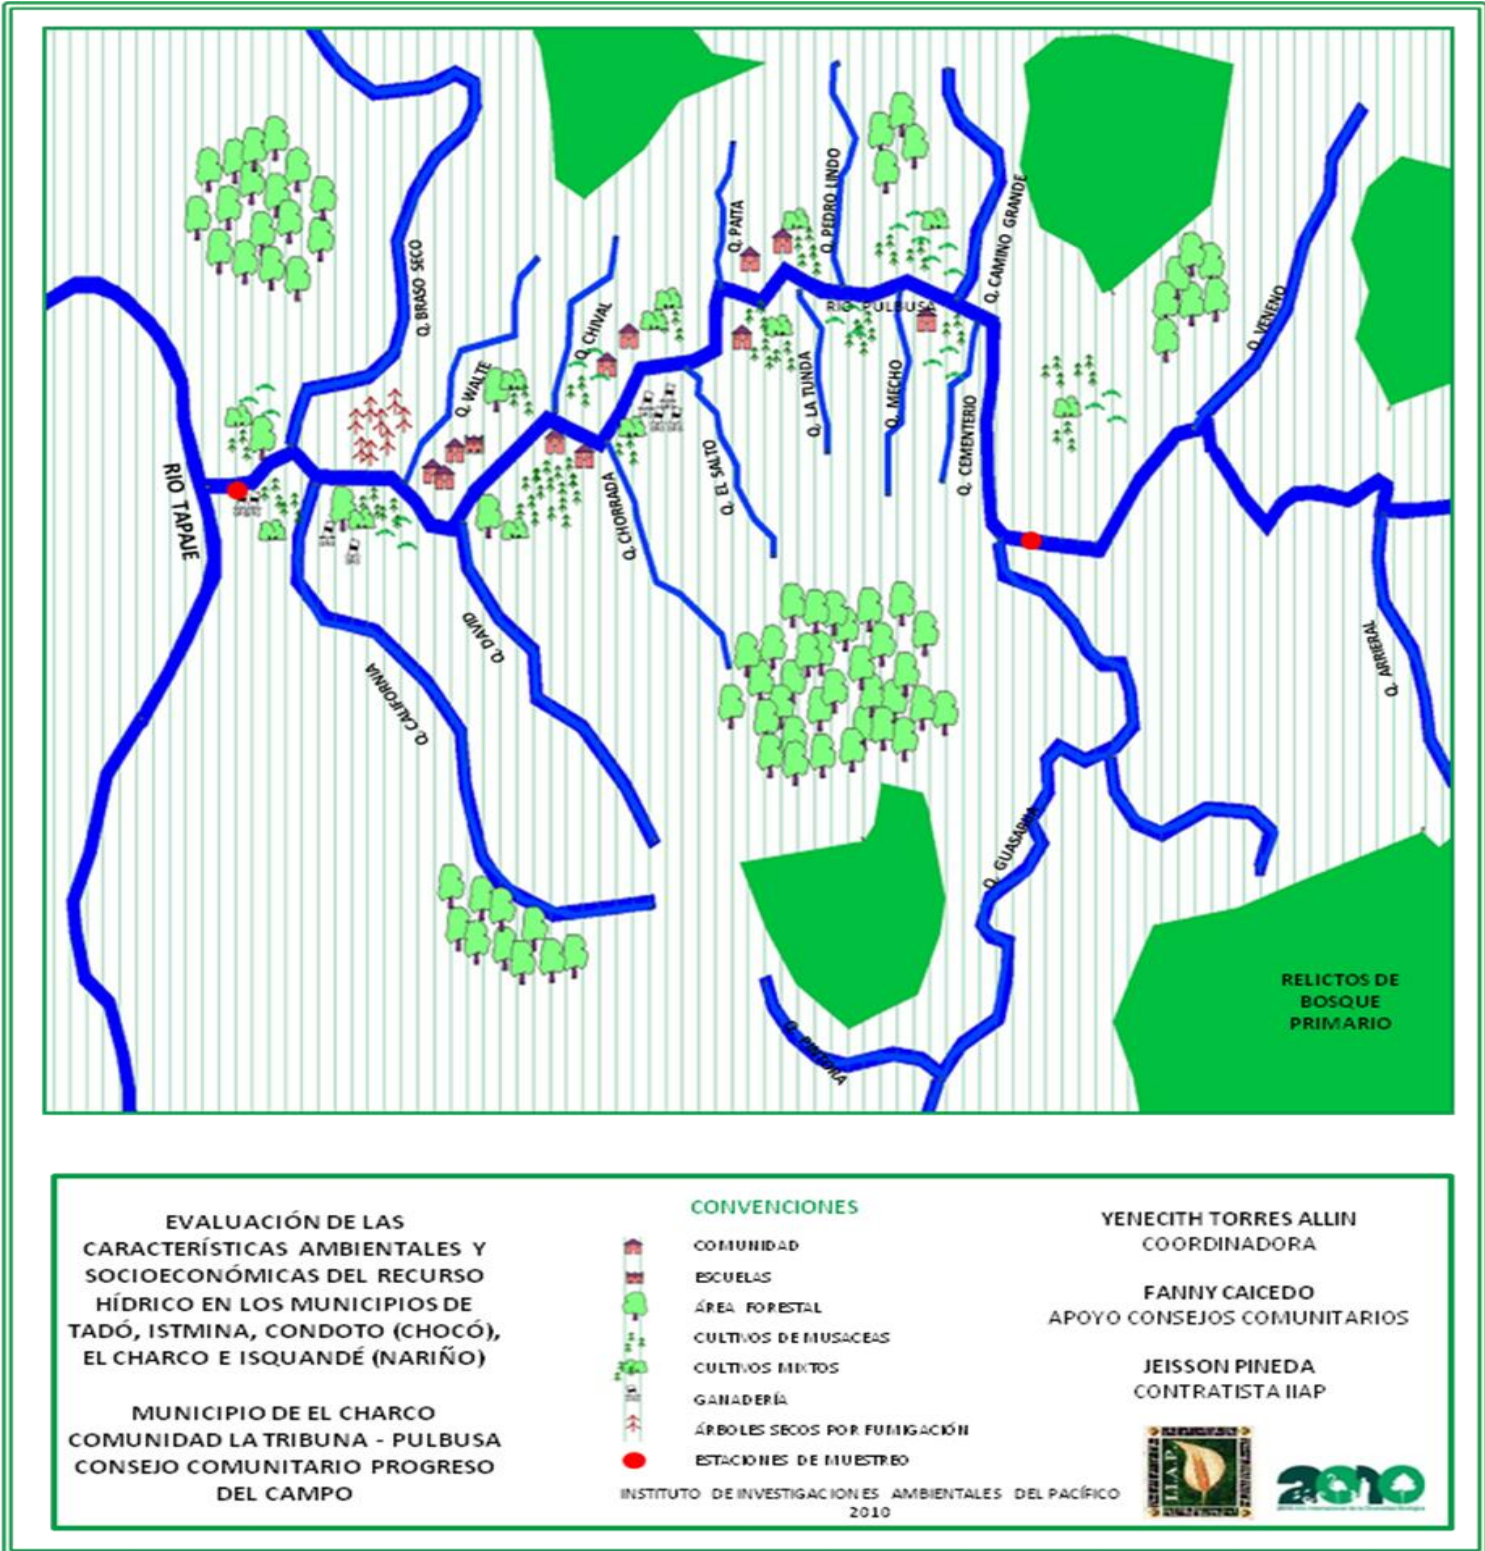 Q. BRASO SECO
Q. WALTE
Q. CHIVAL
Q. PAITA
Q. PEDRO LINDO
Q. CAMINO GRANDE
Q. VENENO
RIO PULBUSA
RIO TAPAJE
Q. CHORRADA
Q. EL SALTO
Q. LA TUNDA
Q. MECHO
Q. CEMENTERIO
Q. DAVID
Q. CALIFORNIA
Q. ARRIERAL
Q. PINTORA
RELICTOS DE
BOSQUE
PRIMARIO
EVALUACIÓN DE LAS
CARACTERÍSTICAS AMBIENTALES Y
SOCIOECONÓMICAS DEL RECURSO
HÍDRICO EN LOS MUNICIPIOS DE
TADÓ, ISTMINA, CONDOTO (CHOCÓ),
EL CHARCO E ISQUANDÉ (NARIÑO)
MUNICIPIO DE EL CHARCO
COMUNIDAD LA TRIBUNA - PULBUSA
CONSEJO COMUNITARIO PROGRESO
DEL CAMPO
CONVENCIONES
COMUNIDAD
ESCUELAS
ÁREA FORESTAL
CULTIVOS DE MUSACEAS
CULTIVOS MIXTOS
GANADERÍA
ÁRBOLES SECOS POR FUMIGACIÓN
ESTACIONES DE MUESTREO
INSTITUTO DE INVESTIGACIONES AMBIENTALES DEL PACÍFICO
2010
YENECITH TORRES ALLIN
COORDINADORA
FANNY CAICEDO
APOYO CONSEJOS COMUNITARIOS
JEISSON PINEDA
CONTRATISTA IIAP
I.I.A.P
2010